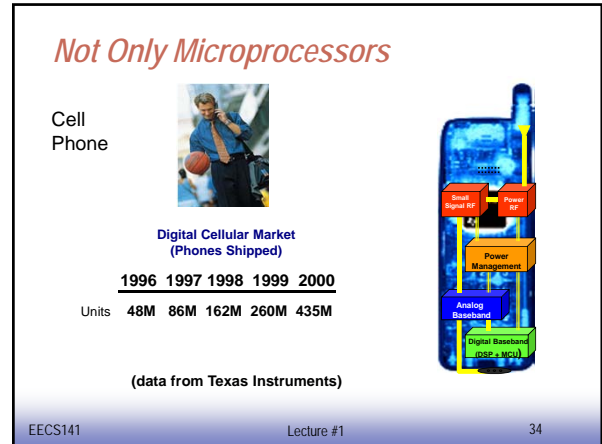 Not Only Microprocessors
Cell
Phone
Digital Cellular Market
(Phones Shipped)
1996 1997 1998 1999 2000
Units 48M 86M 162M 260M 435M
(data from Texas Instruments)
Small
Signal RF
Power
RF
Power
Management
Analog
Baseband
Digital Baseband
(DSP + MCU)
EECS141 Lecture #1 34